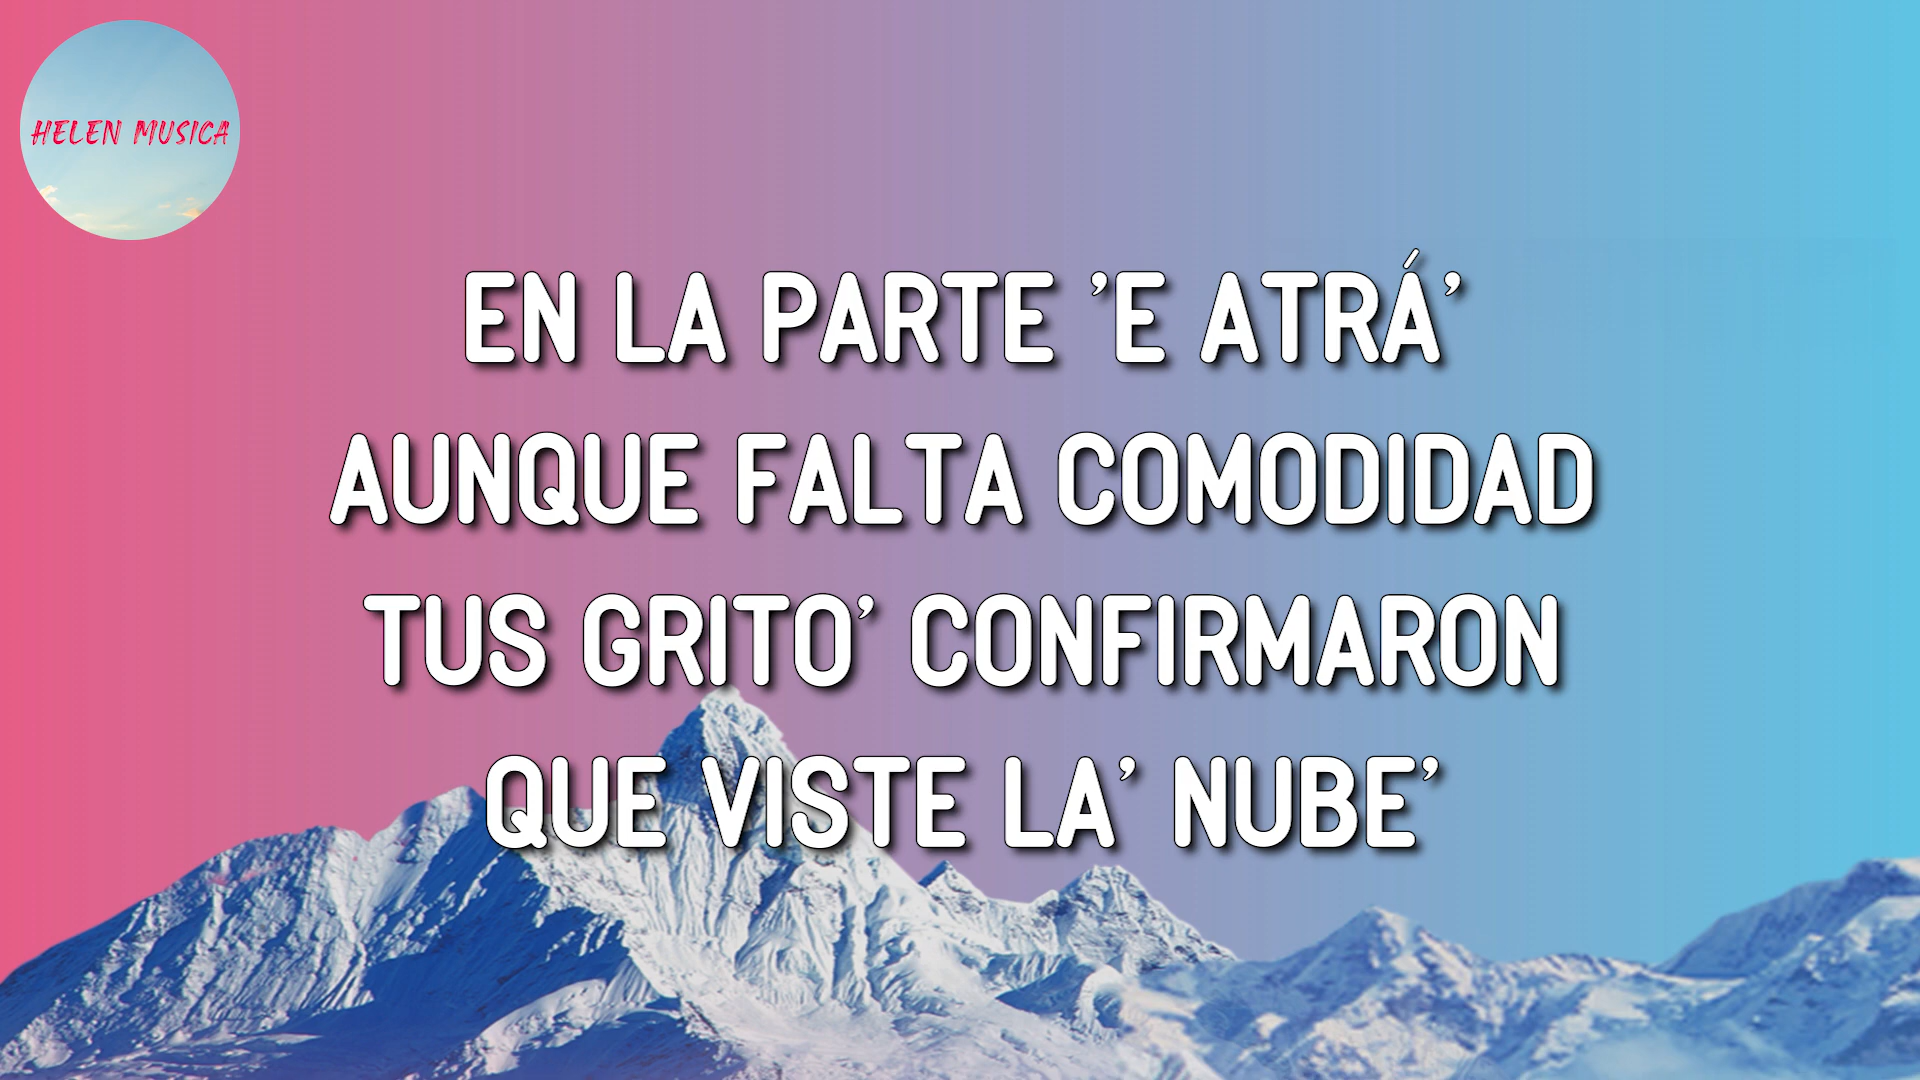 HELEN MUSICA
EN LA PARTE 'E ATRÁ'
AUNQUE FALTA COMODIDAD
TUS GRITO' CONFIRMARON
QUE VISTE LA' NUBE'